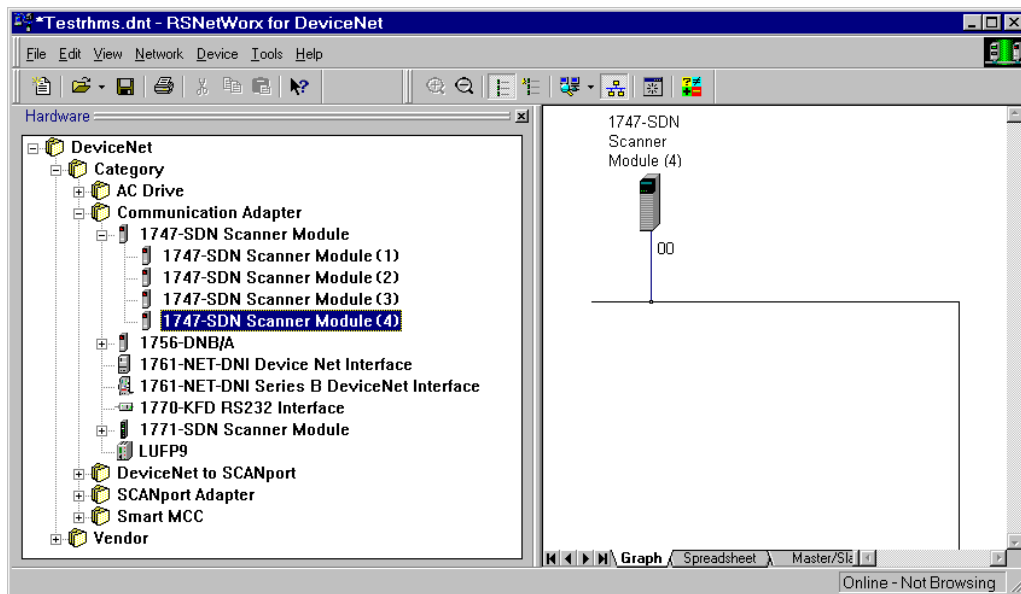 *Testrhms.dnt - RSNetWorx for DeviceNet
File Edit View Network Device Tools Help
Hardware
DeviceNet
Category
AC Drive
Communication Adapter
1747-SDN Scanner Module
1747-SDN Scanner Module (1)
1747-SDN Scanner Module (2)
1747-SDN Scanner Module (3)
1747-SDN Scanner Module (4)
1756-DNB/A
1761-NET-DNI Device Net Interface
1761-NET-DNI Series B DeviceNet Interface
1770-KFD RS232 Interface
1771-SDN Scanner Module
LUFP9
DeviceNet to SCANport
SCANport Adapter
Smart MCC
Vendor
1747-SDN
Scanner
Module (4)
00
Graph Spreadsheet Master/Sla
Online - Not Browsing